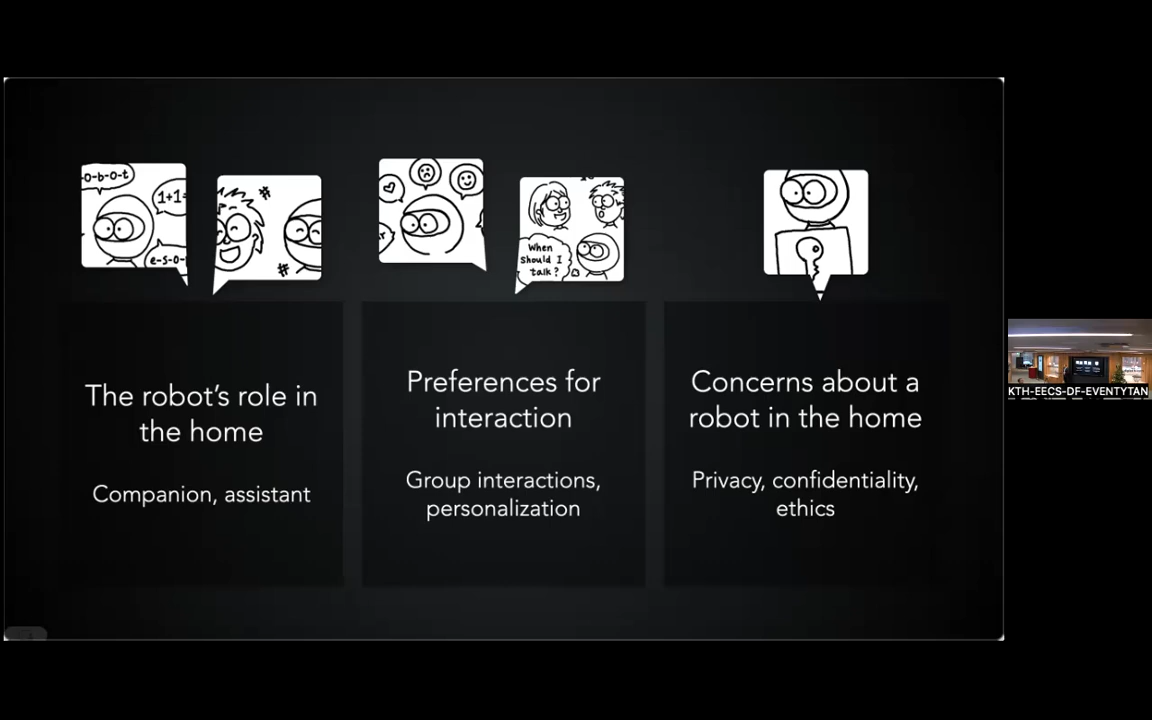 o-b-o-t
1+1=
e-s-o-
When
should I
talk?
The robot's role in
the home
Companion, assistant
Preferences for
interaction
Group interactions,
personalization
Concerns about a
robot in the home
Privacy, confidentiality,
ethics
KTH-EECS-DF-EVENTYTAN